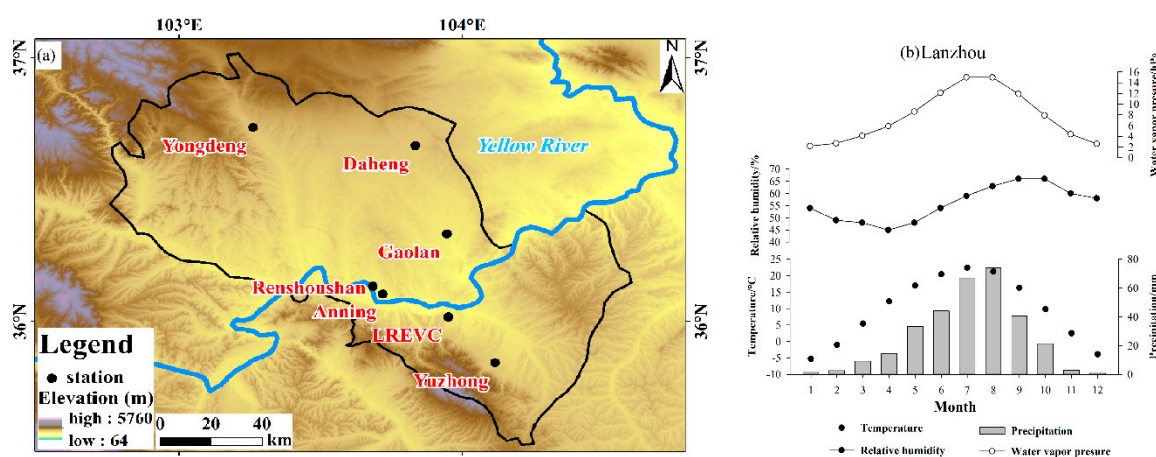 103°E
104°E
(a)
N
37°N
37°N
Yongdeng
Daheng
Yellow River
Gaolan
Renshoushan
Anning
LREVC
Yuzhong
36°N
36°N
Legend
station
Elevation (m)
high : 5760
low : 64
0 20 40
km
103°E
104°E
(b)Lanzhou
16
14
12
10
8
6
4
2
0
Water vapor pressure/hPa
70
65
60
55
50
45
40
Relative humidity/%
25
20
15
10
5
0
-5
-10
Temperature/°C
80
60
40
20
0
Precipitation/mm
1 2 3 4 5 6 7 8 9 10 11 12
Month
Temperature
Precipitation
Relative humidity
Water vapor presure